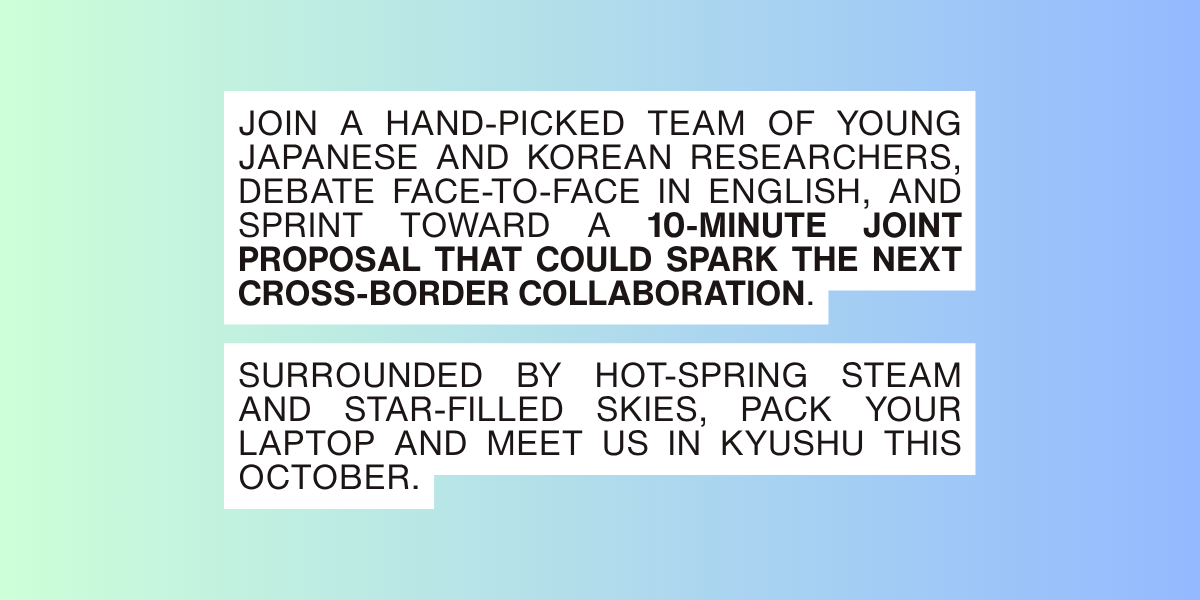 JOIN A HAND-PICKED TEAM OF YOUNG
JAPANESE AND KOREAN RESEARCHERS,
DEBATE FACE-TO-FACE IN ENGLISH, AND
SPRINT TOWARD A 10-MINUTE JOINT
PROPOSAL THAT COULD SPARK THE NEXT
CROSS-BORDER COLLABORATION.
SURROUNDED BY HOT-SPRING STEAM
AND STAR-FILLED SKIES, PACK YOUR
LAPTOP AND MEET US IN KYUSHU THIS
OCTOBER.